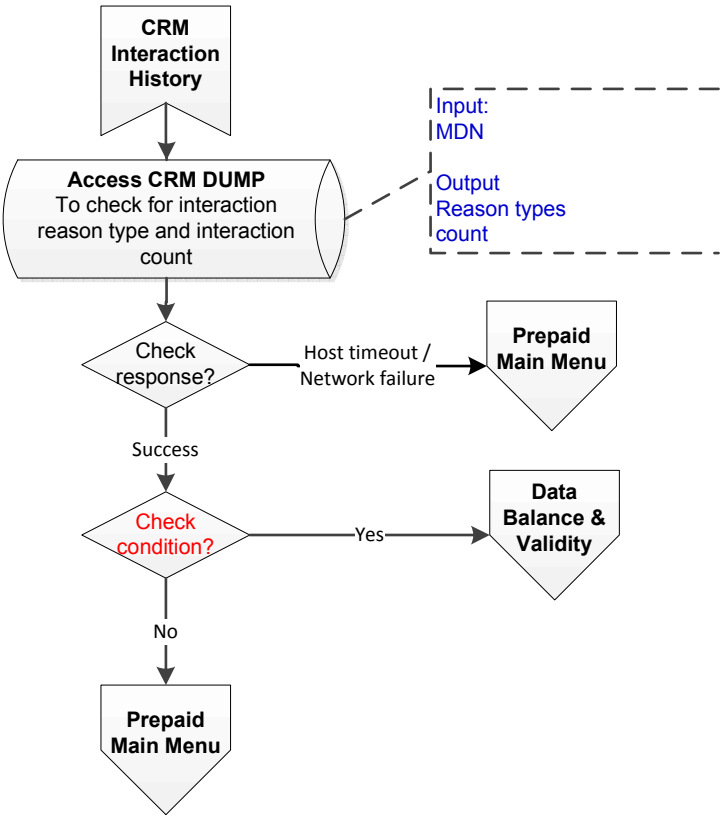 CRM
Interaction
History
Input:
MDN
Output
Reason types
count
Access CRM DUMP
To check for interaction
reason type and interaction
count
Check
response?
Host timeout /
Network failure
Prepaid
Main Menu
Success
Check
condition?
Yes
Data
Balance &
Validity
No
Prepaid
Main Menu